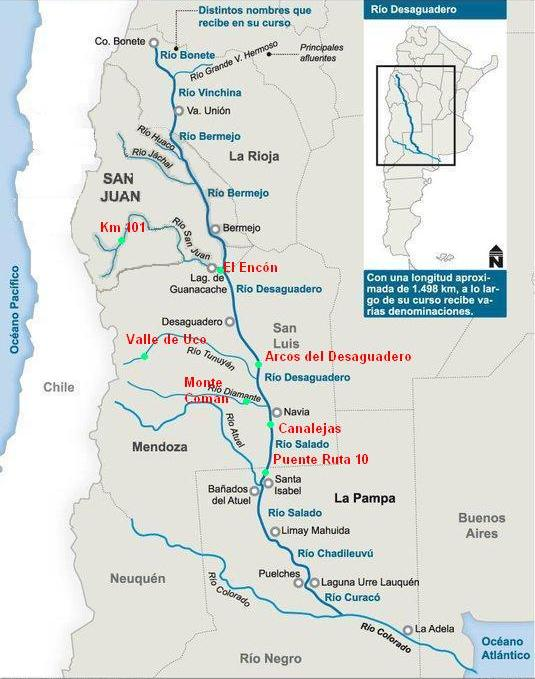 Distintos nombres que
recibe en su curso
Río Desaguadero
Co. Bonete
Río Bonete
Río Grande V. Hermoso
Principales
afluentes
Río Vinchina
Va. Unión
Río Huaco
Río Bermejo
Río Jáchal
La Rioja
SAN
JUAN
Río Bermejo
Km 101
Río San Juan
Bermejo
N
El Encón
Lag. de
Guanacache
Río Desaguadero
Con una longitud aproxi-
mada de 1.498 km, a lo lar-
go de su curso recibe va-
rias denominaciones.
Océano Pacífico
Desaguadero
San
Luis
Valle de Uco
Río Tunuyán
Arcos del Desaguadero
Río Desaguadero
Chile
Monte
Comán
Río Diamante
Navia
Río Atuel
Canalejas
Mendoza
Río Salado
Puente Ruta 10
Santa
Isabel
Bañados
del Atuel
La Pampa
Río Salado
Buenos
Aires
Limay Mahuida
Río Chadileuvú
Neuquén
Puelches
Laguna Urre Lauquén
Río Colorado
Río Curacó
Río Colorado
La Adela
Océano
Atlántico
Río Negro